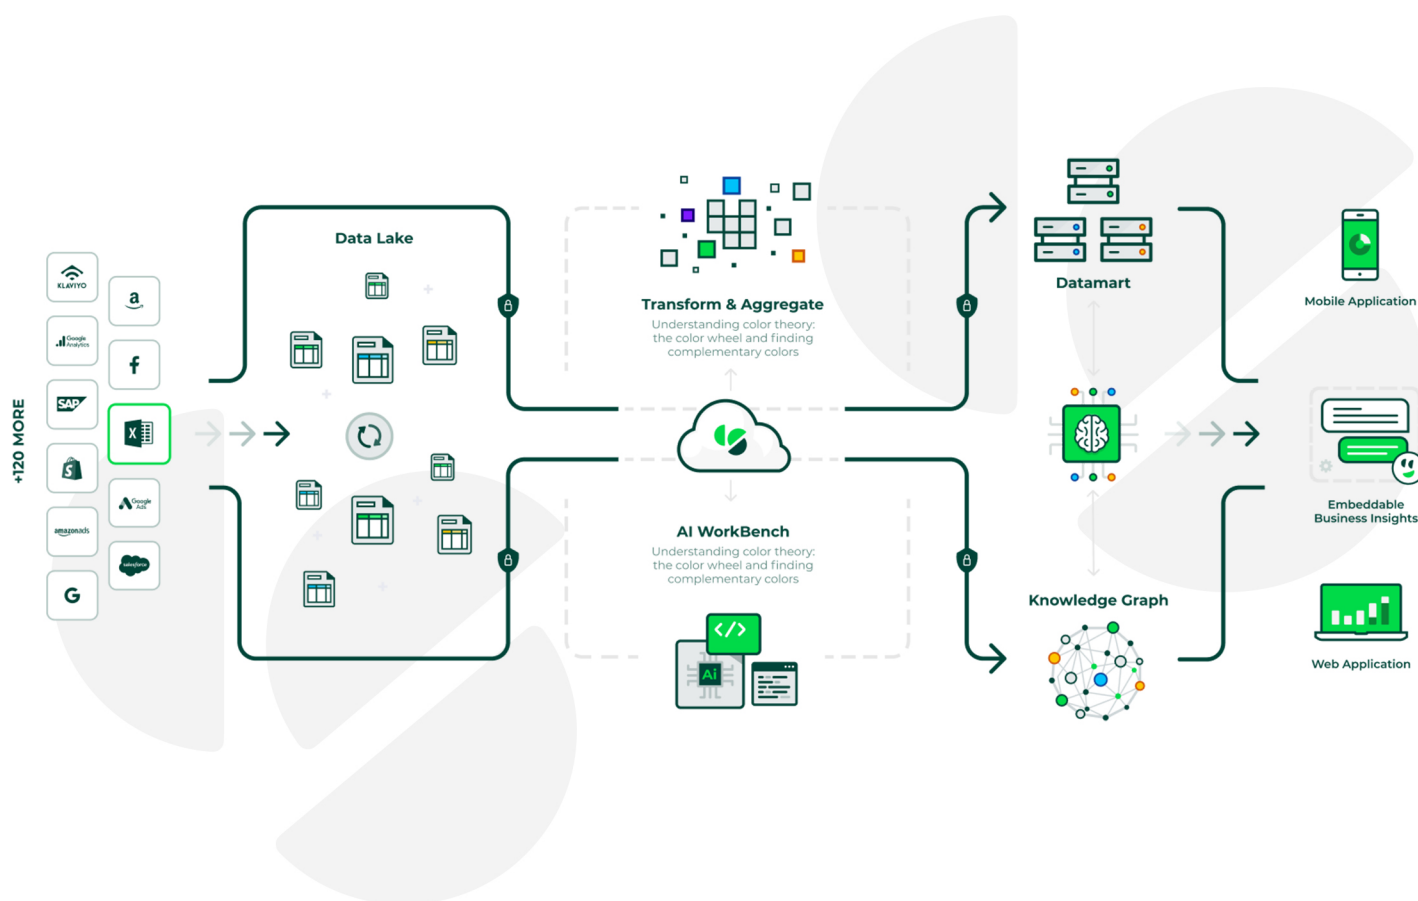 +120 MORE
KLAVIYO
Google
Analytics
SAP
amazonads
G
a
f
X
Google
Ads
salesforce
Data Lake
Transform & Aggregate
Understanding color theory:
the color wheel and finding
complementary colors
AI WorkBench
Understanding color theory:
the color wheel and finding
complementary colors
</>
Ai
Datamart
Knowledge Graph
Mobile Application
Embeddable
Business Insights
Web Application